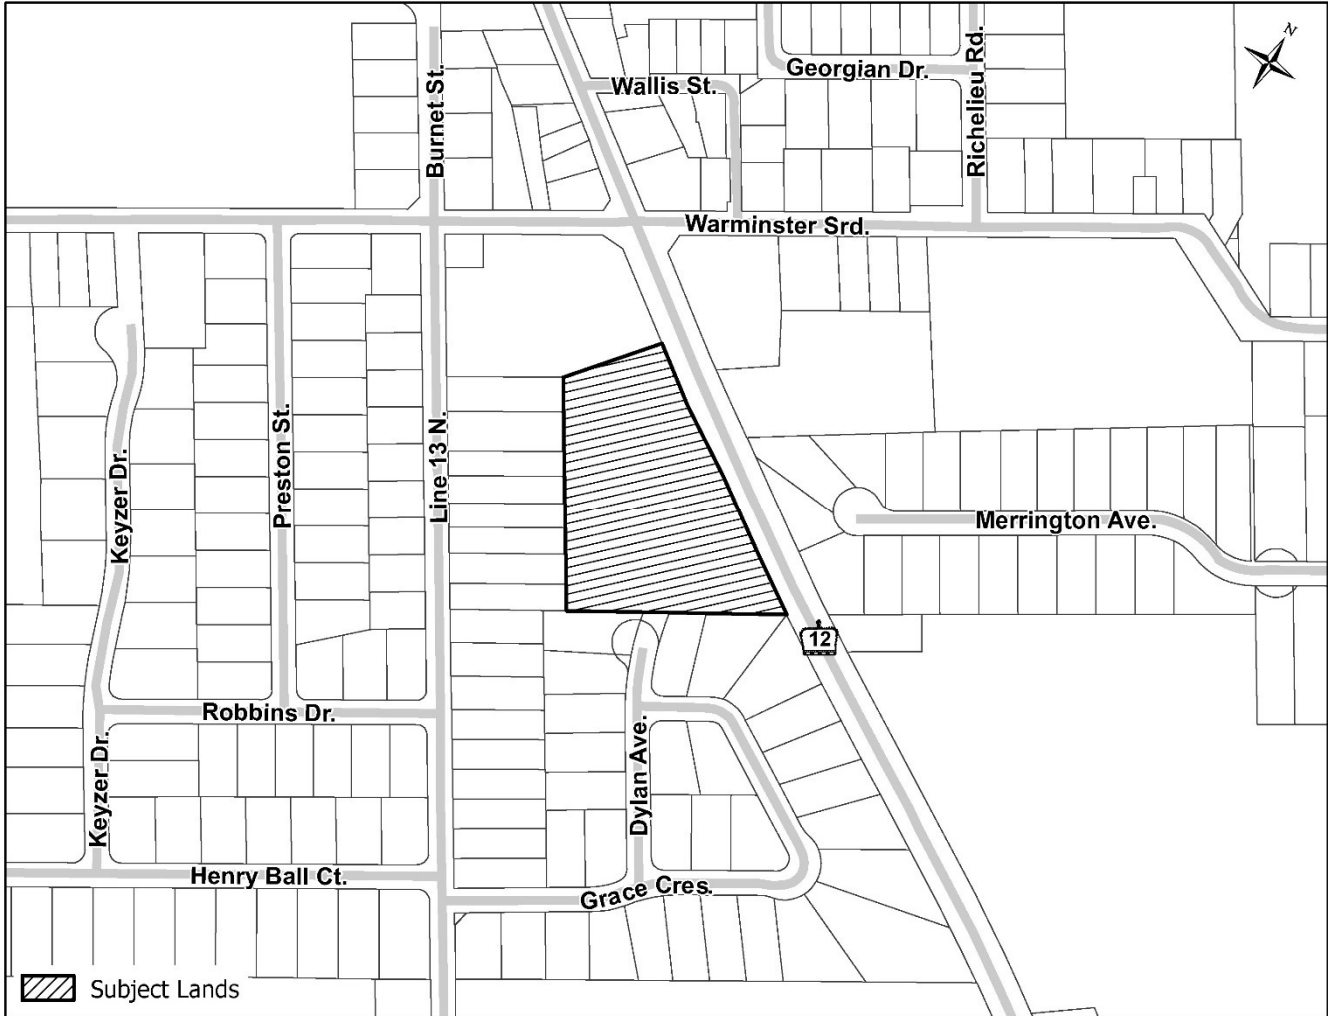 N
Georgian Dr.
Wallis St.
Richelieu Rd.
Burnet St.
Warminster Srd.
Keyzer Dr.
Preston St.
Line 13 N.
Merrington Ave.
12
Robbins Dr.
Keyzer Dr.
Dylan Ave.
Henry Ball Ct.
Grace Cres.
Subject Lands